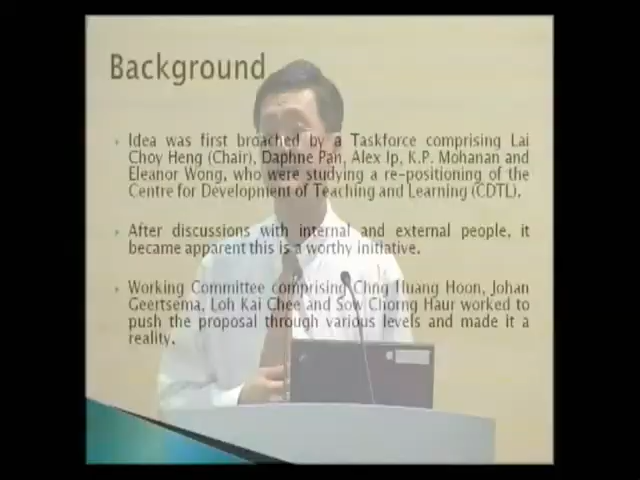 Background
Idea was first broached by a Taskforce comprising Lai
Choy Heng (Chair), Daphne Pan, Alex Ip, K.P. Mohanan and
Eleanor Wong, who were studying a re-positioning of the
Centre for Development of Teaching and Learning (CDTL).
After discussions with internal and external people, it
became apparent this is a worthy initiative.
Working Committee comprising Chng Huang Hoon, Johan
Geertsema, Loh Kai Chee and Sow Chorng Haur worked to
push the proposal through various levels and made it a
reality.